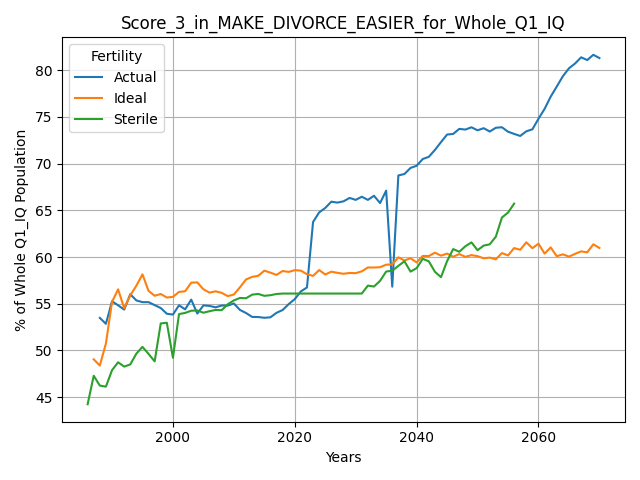 Score_3_in_MAKE_DIVORCE_EASIER_for_Whole_Q1_IQ
Fertility
Actual
Ideal
Sterile
% of Whole Q1_IQ Population
80
75
70
65
60
55
50
45
2000
2020
2040
2060
Years